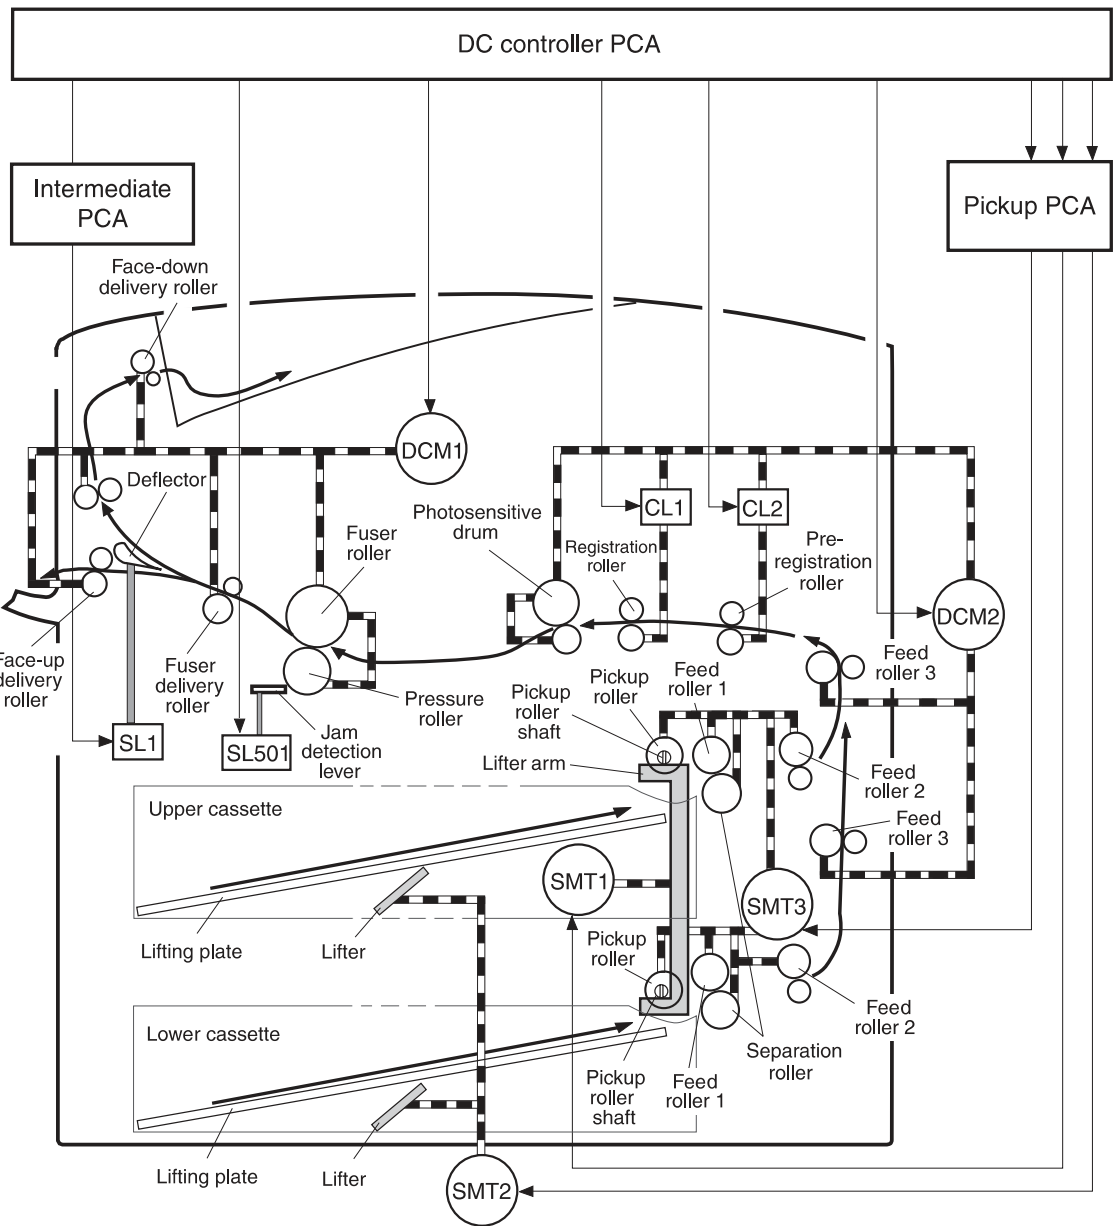 DC controller PCA
Intermediate
PCA
Pickup PCA
Face-down
delivery roller
DCM1
Deflector
Fuser
roller
Photosensitive
drum
CL1
CL2
Registration
roller
Pre-
registration
roller
DCM2
Face-up
delivery
roller
Fuser
delivery
roller
Pressure
roller
Jam
detection
lever
SL1
SL501
Pickup
roller
shaft
Pickup
roller
Feed
roller 1
Feed
roller 3
Lifter arm
Feed
roller 2
Upper cassette
Feed
roller 3
SMT1
SMT3
Lifting plate
Lifter
Pickup
roller
Feed
roller 2
Lower cassette
Separation
roller
Pickup
roller
shaft
Feed
roller 1
Lifting plate
Lifter
SMT2